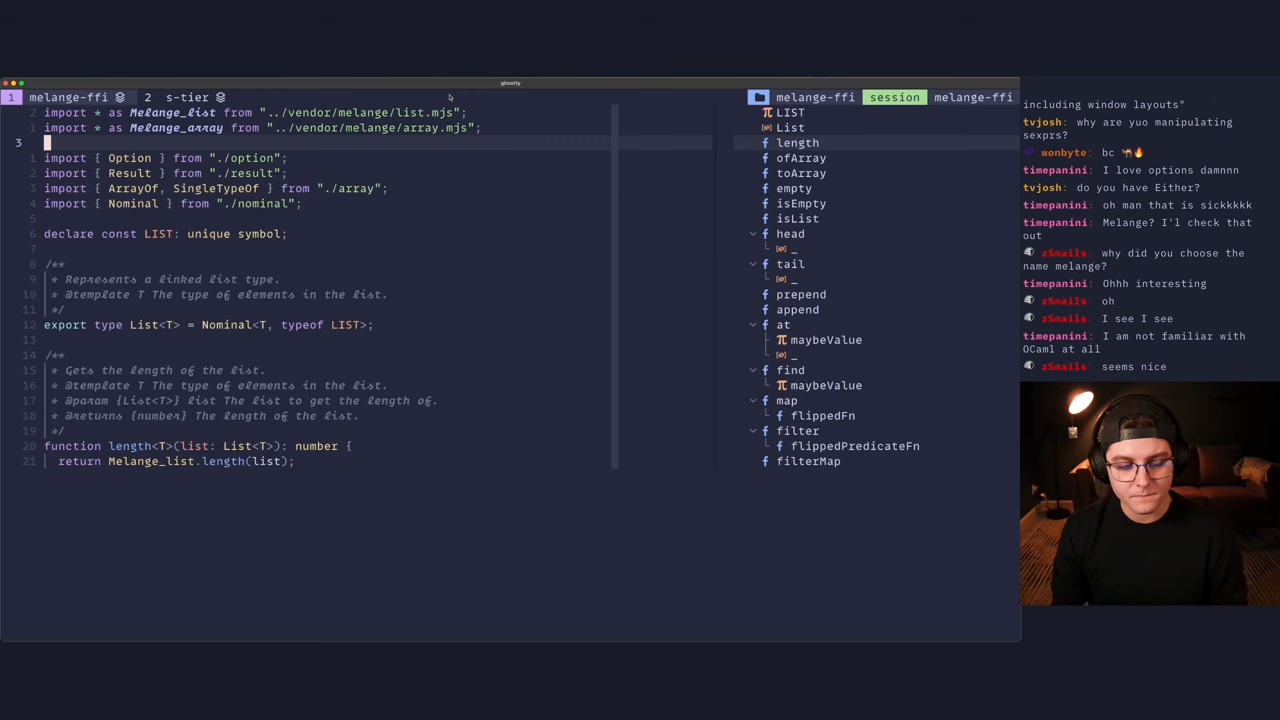 ghostty
1 melange-ffi 2 s-tier
melange-ffi session melange-ffi
2 import * as Melange_list from "../vendor/melange/list.mjs";
1 import * as Melange_array from "../vendor/melange/array.mjs";
3
1 import { Option } from "./option";
2 import { Result } from "./result";
3 import { ArrayOf, SingleTypeOf } from "./array";
4 import { Nominal } from "./nominal";
5
6 declare const LIST: unique symbol;
7
8 /**
9 * Represents a linked list type.
10 * @template T The type of elements in the list.
11 */
12 export type List<T> = Nominal<T, typeof LIST>;
13
14 /**
15 * Gets the length of the list.
16 * @template T The type of elements in the list.
17 * @param {List<T>} list The list to get the length of.
18 * @returns {number} The length of the list.
19 */
20 function length<T>(list: List<T>): number {
21 return Melange_list.length(list);
LIST
List
f length
f ofArray
f toArray
f empty
f isEmpty
f isList
f head
_
f tail
_
f prepend
f append
f at
maybeValue
_
f find
maybeValue
f map
f flippedFn
f filter
f flippedPredicateFn
f filterMap
including window layouts"
tvjosh: why are yuo manipulating
sexprs?
wonbyte: bc 🐪🔥
timepanini: I love options damnnn
tvjosh: do you have Either?
timepanini: oh man that is sickkkkk
timepanini: Melange? I'll check that
out
zSnails: why did you choose the
name melange?
timepanini: Ohhh interesting
zSnails: oh
zSnails: I see I see
timepanini: I am not familiar with
OCaml at all
zSnails: seems nice